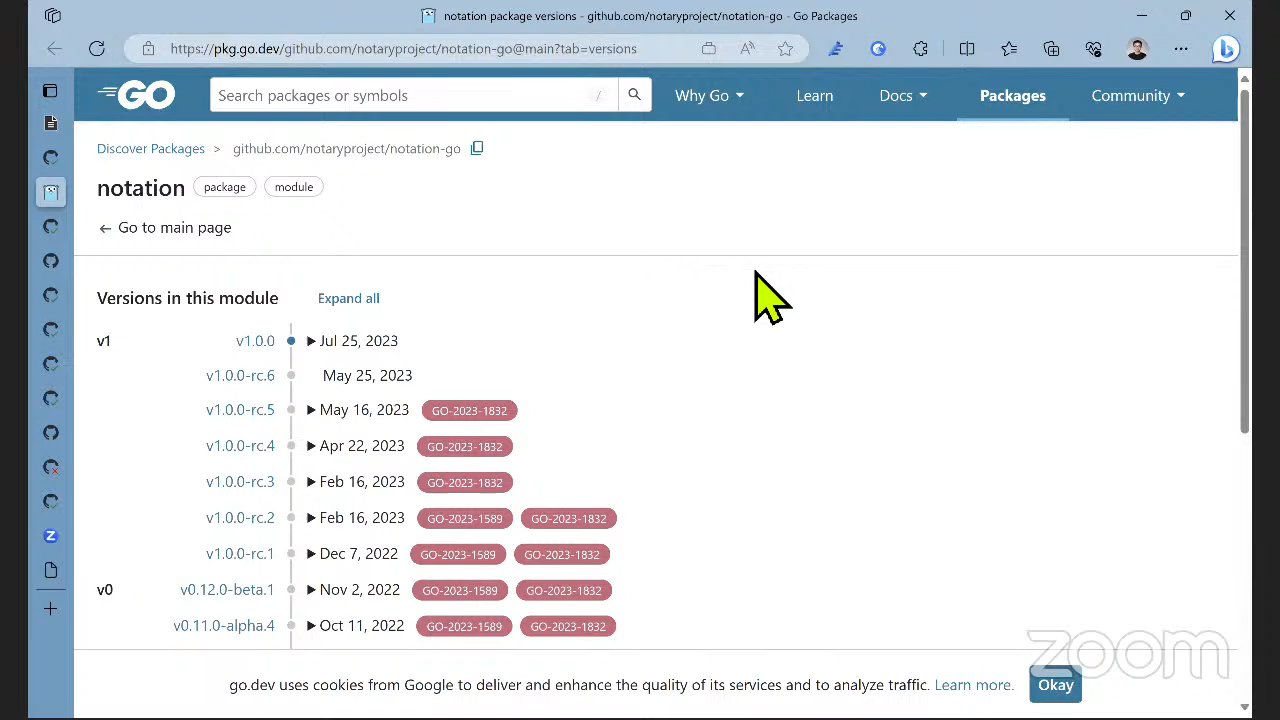 notation package versions - github.com/notaryproject/notation-go - Go Packages
https://pkg.go.dev/github.com/notaryproject/notation-go@main?tab=versions
GO
Search packages or symbols /
Why Go
Learn
Docs
Packages
Community
Discover Packages > github.com/notaryproject/notation-go
notation package module
← Go to main page
Versions in this module Expand all
v1 v1.0.0 Jul 25, 2023
v1.0.0-rc.6 May 25, 2023
v1.0.0-rc.5 May 16, 2023 GO-2023-1832
v1.0.0-rc.4 Apr 22, 2023 GO-2023-1832
v1.0.0-rc.3 Feb 16, 2023 GO-2023-1832
v1.0.0-rc.2 Feb 16, 2023 GO-2023-1589 GO-2023-1832
v1.0.0-rc.1 Dec 7, 2022 GO-2023-1589 GO-2023-1832
v0 v0.12.0-beta.1 Nov 2, 2022 GO-2023-1589 GO-2023-1832
v0.11.0-alpha.4 Oct 11, 2022 GO-2023-1589 GO-2023-1832
zoom
go.dev uses cookies from Google to deliver and enhance the quality of its services and to analyze traffic. Learn more. Okay